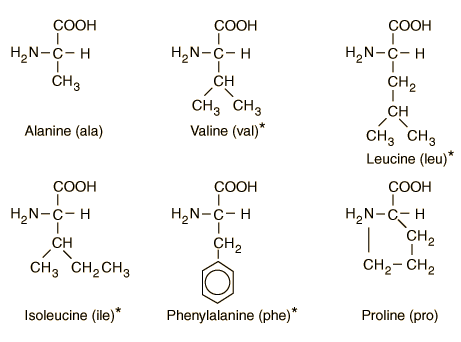 COOH COOH COOH
H2N–C–H H2N–C–H H2N–C–H
CH3 CH CH2
CH3 CH3 CH
CH3 CH3
Alanine (ala) Valine (val)* Leucine (leu)*
COOH COOH COOH
H2N–C–H H2N–C–H H2N–C–H
CH CH2 CH2
CH3 CH2CH3 CH2–CH2
Isoleucine (ile)* Phenylalanine (phe)* Proline (pro)